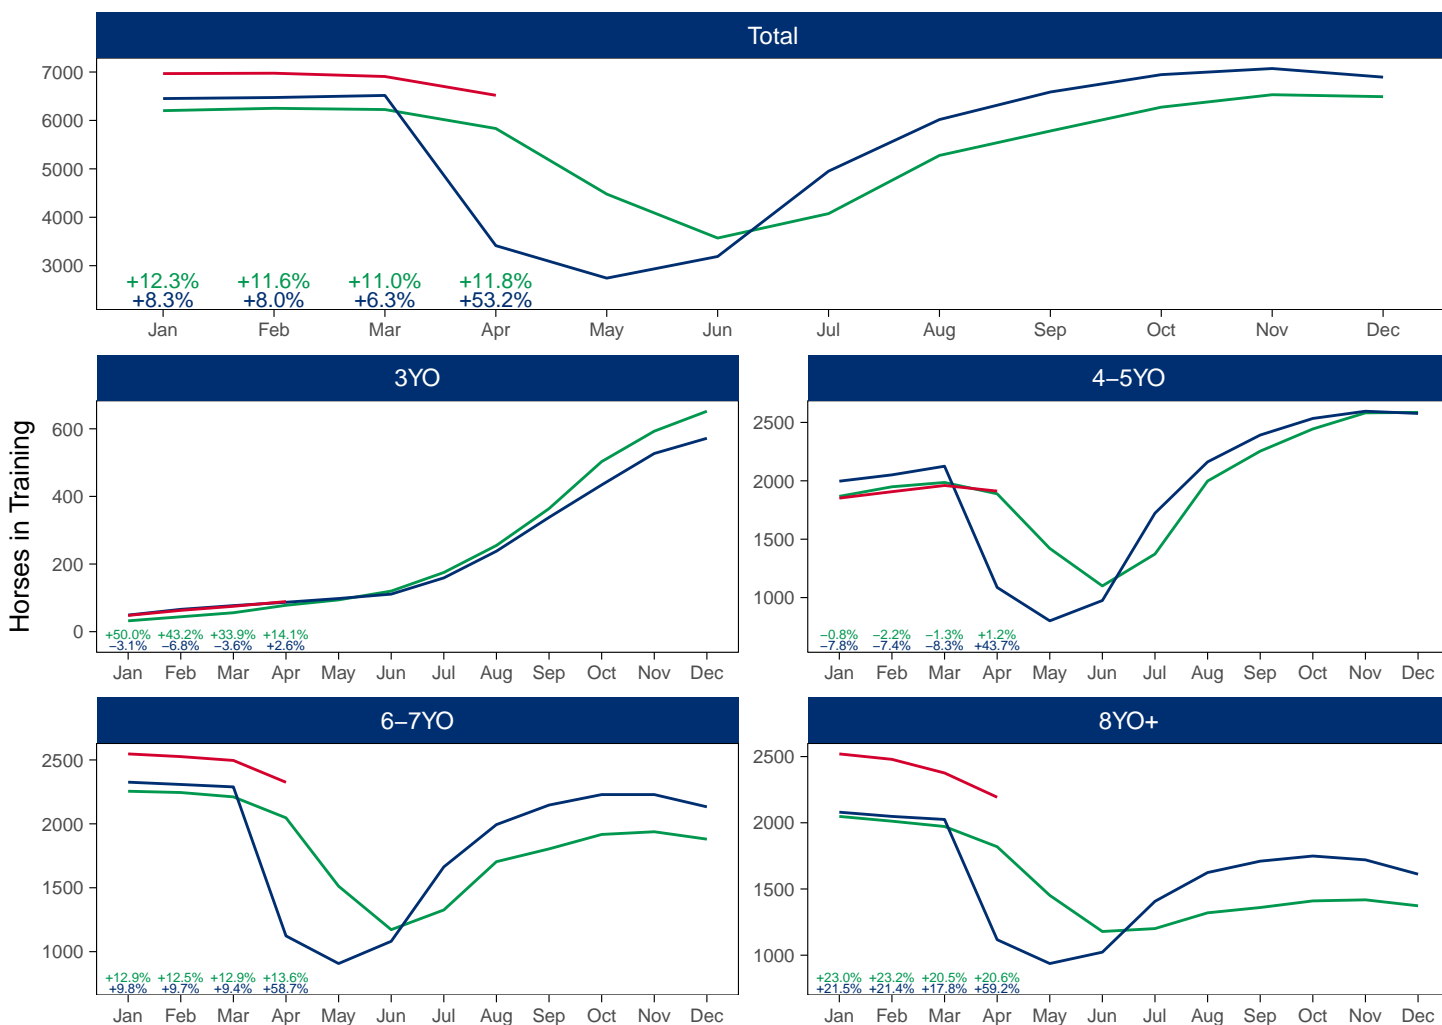 Total
7000
6000
5000
4000
3000
+12.3% +11.6% +11.0% +11.8%
+8.3% +8.0% +6.3% +53.2%
Jan Feb Mar Apr May Jun Jul Aug Sep Oct Nov Dec
Horses in Training
3YO
600
400
200
0
+50.0% +43.2% +33.9% +14.1%
−3.1% −6.8% −3.6% +2.6%
Jan Feb Mar Apr May Jun Jul Aug Sep Oct Nov Dec
4–5YO
2500
2000
1500
1000
−0.8% −2.2% −1.3% +1.2%
−7.8% −7.4% −8.3% +43.7%
Jan Feb Mar Apr May Jun Jul Aug Sep Oct Nov Dec
6–7YO
2500
2000
1500
1000
+12.9% +12.5% +12.9% +13.6%
+9.8% +9.7% +9.4% +58.7%
Jan Feb Mar Apr May Jun Jul Aug Sep Oct Nov Dec
8YO+
2500
2000
1500
1000
+23.0% +23.2% +20.5% +20.6%
+21.5% +21.4% +17.8% +59.2%
Jan Feb Mar Apr May Jun Jul Aug Sep Oct Nov Dec